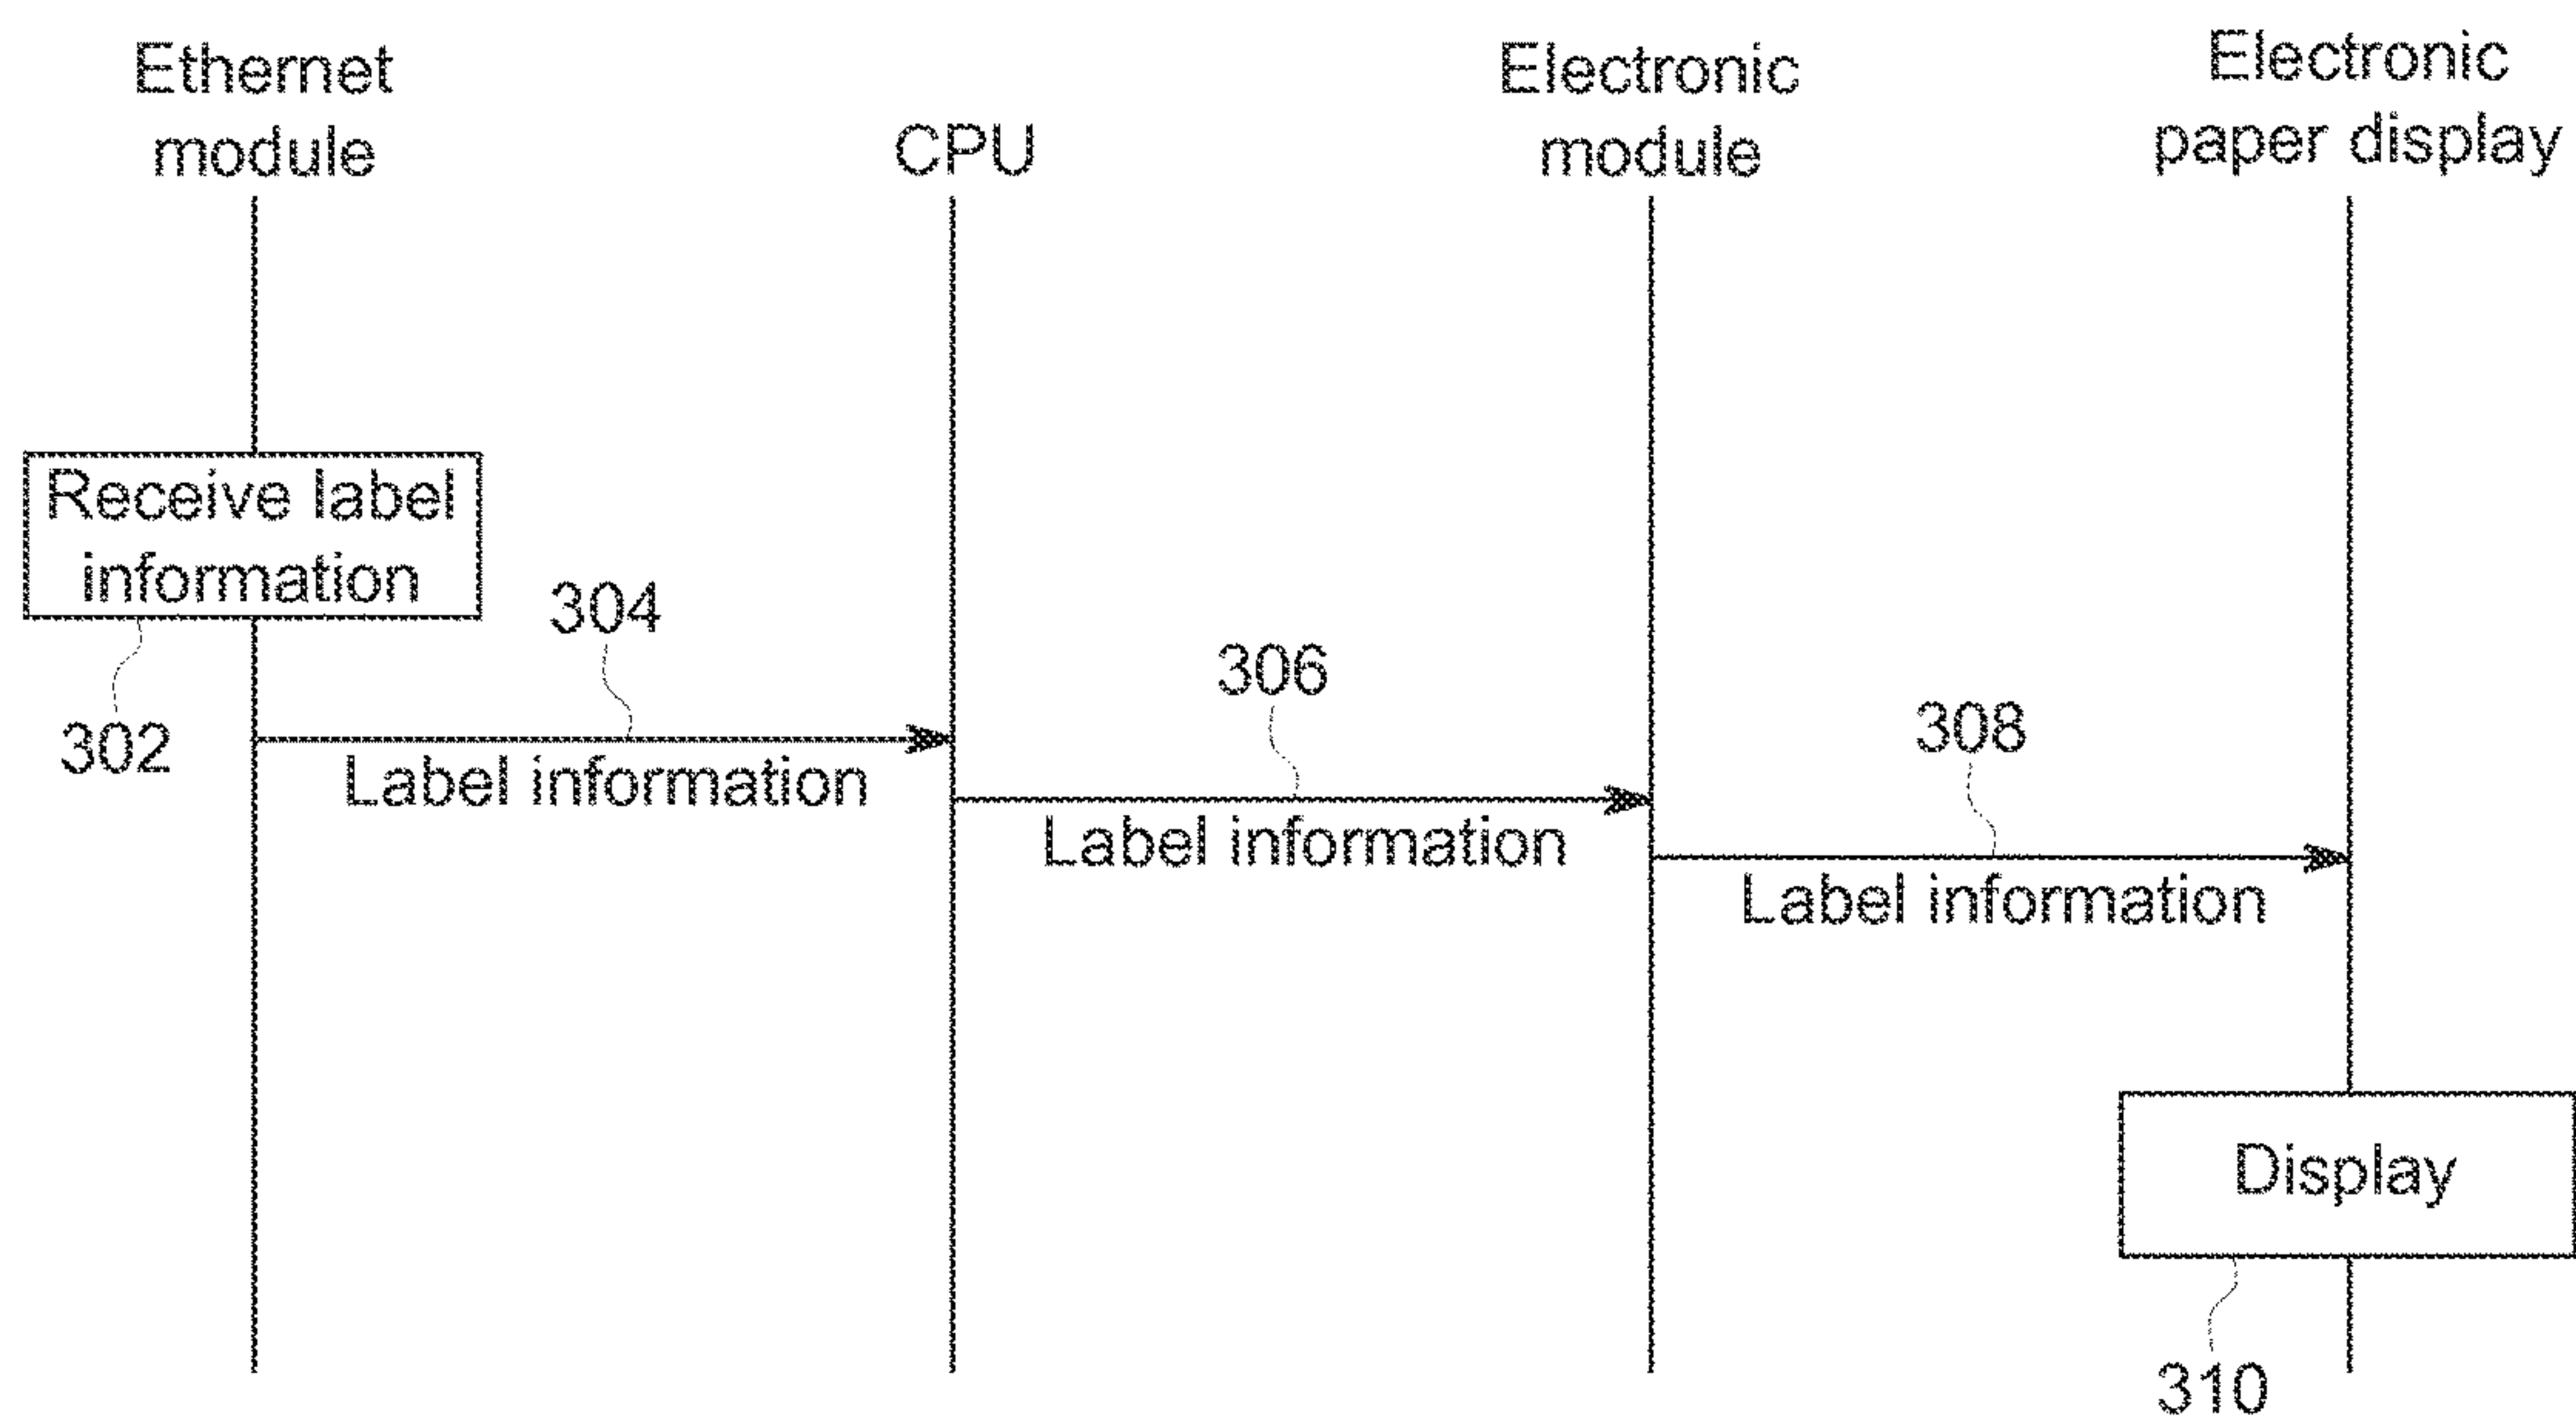 Ethernet
module
CPU
Electronic
module
Electronic
paper display
Receive label
information
302
304
Label information
306
Label information
308
Label information
Display
310